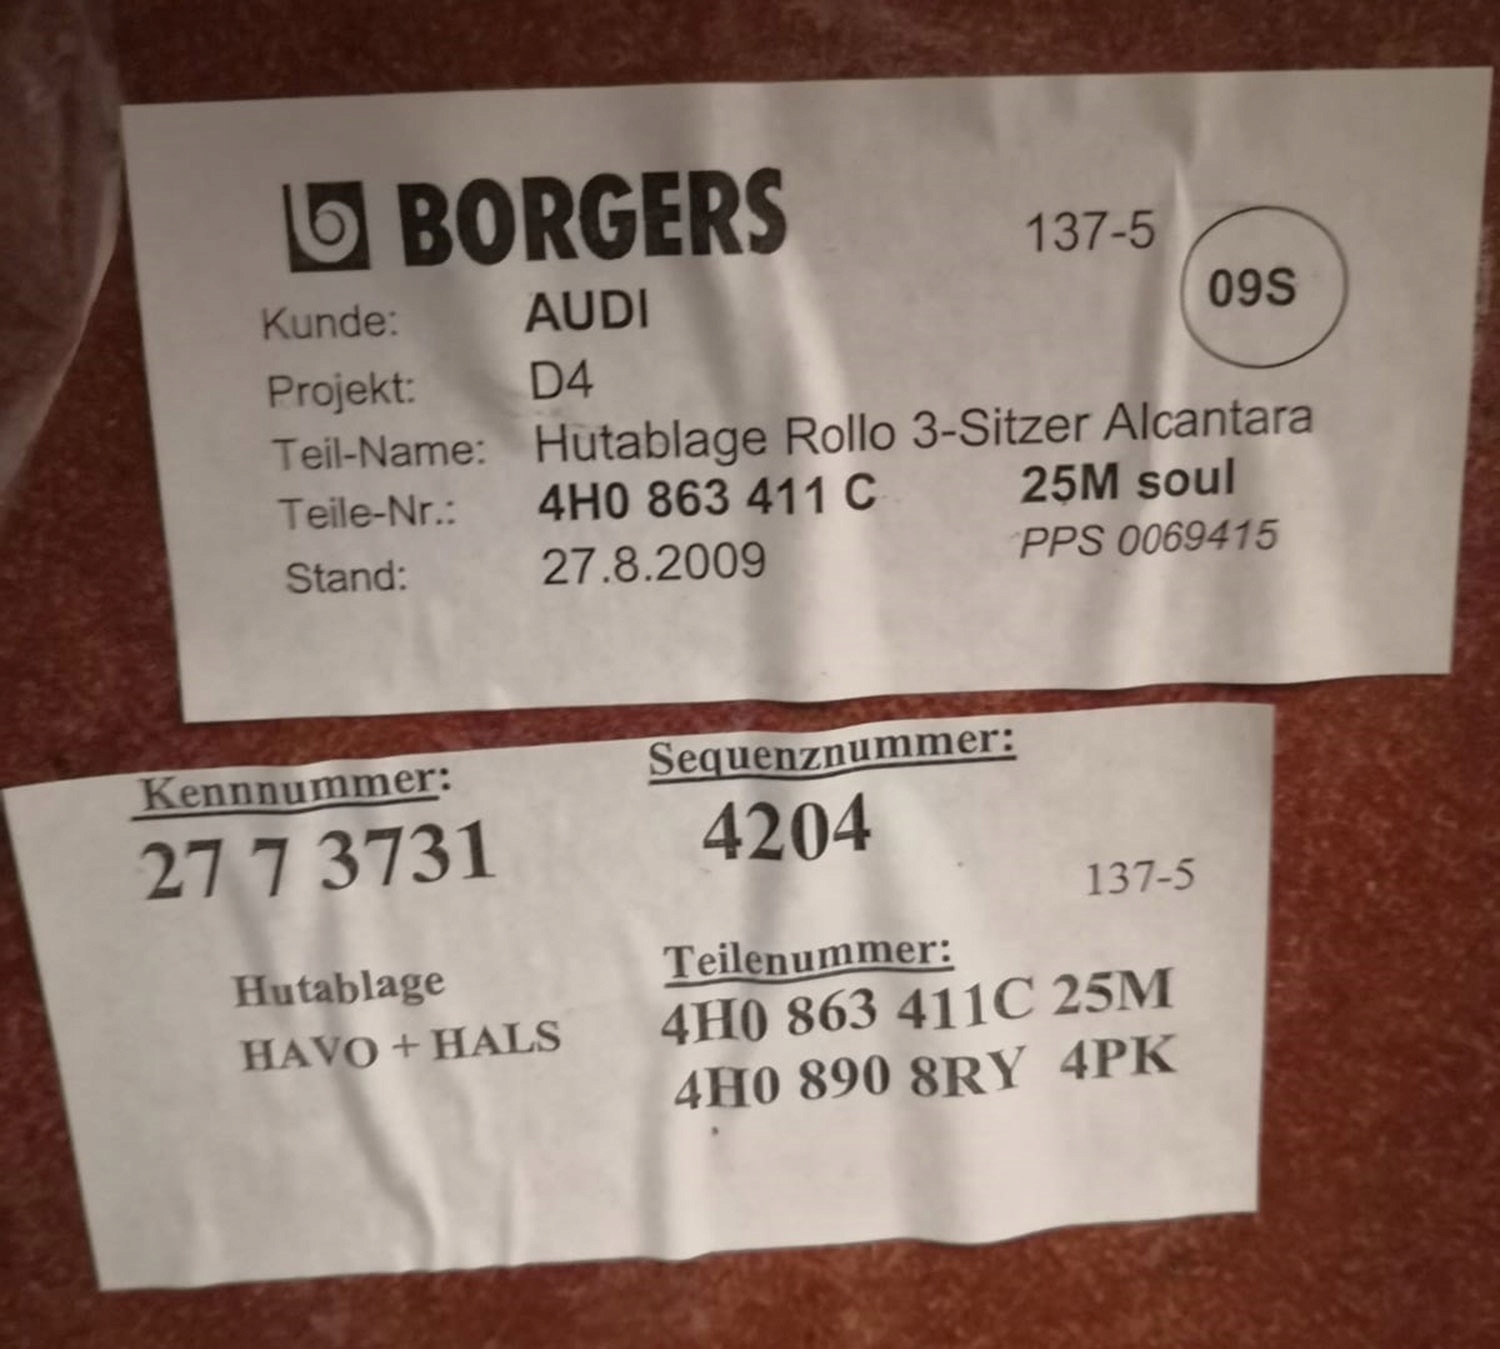 BORGERS
137-5
09S
Kunde: AUDI
Projekt: D4
Teil-Name: Hutablage Rollo 3-Sitzer Alcantara
Teile-Nr.: 4H0 863 411 C 25M soul
PPS 0069415
Stand: 27.8.2009
Kennnummer: Sequenznummer:
27 7 3731 4204
137-5
Hutablage Teilenummer:
HAVO + HALS 4H0 863 411C 25M
4H0 890 8RY 4PK